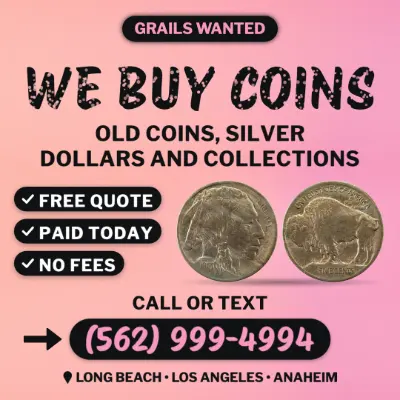 GRAILS WANTED
WE BUY COINS
OLD COINS, SILVER
DOLLARS AND COLLECTIONS
FREE QUOTE
PAID TODAY
NO FEES
CALL OR TEXT
(562) 999-4994
LONG BEACH • LOS ANGELES • ANAHEIM